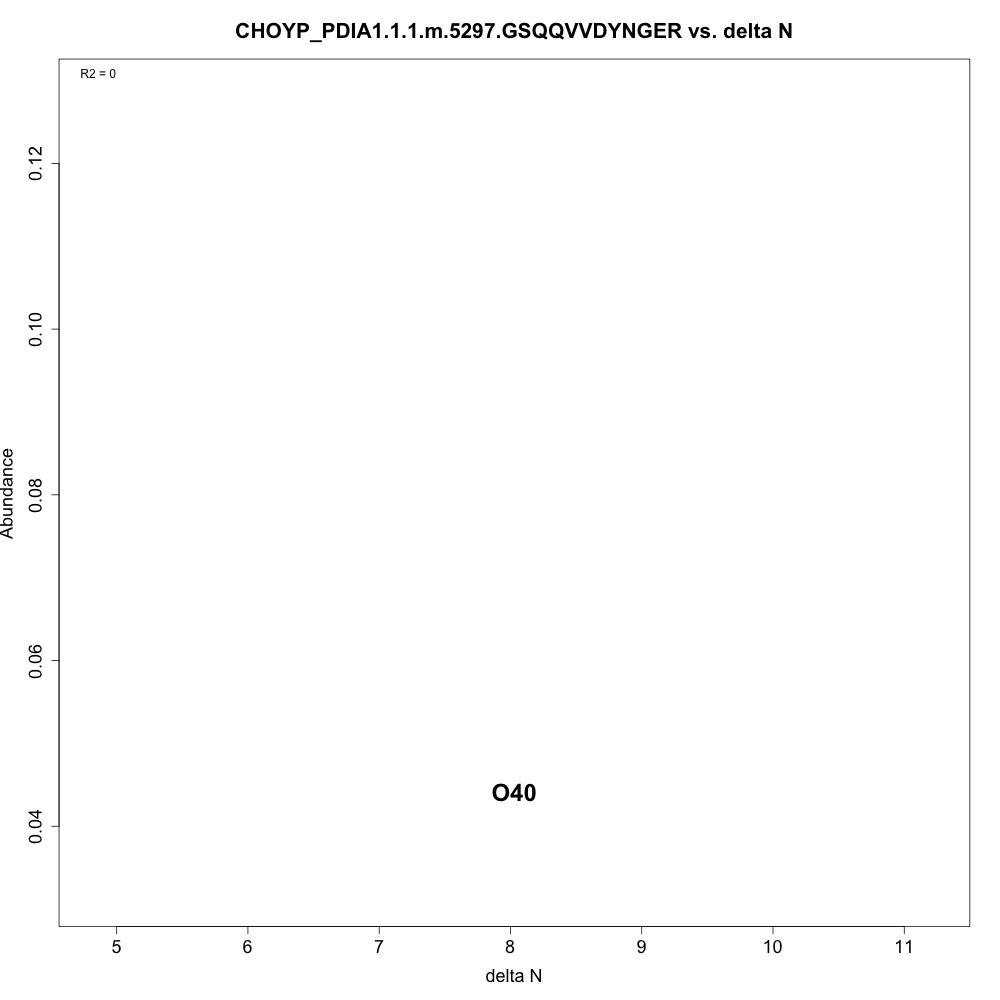 CHOYP_PDIA1.1.1.m.5297.GSQQVVDYNGER vs. delta N
R2 = 0
0.12
0.10
0.08
Abundance
0.06
O40
0.04
5 6 7 8 9 10 11
delta N